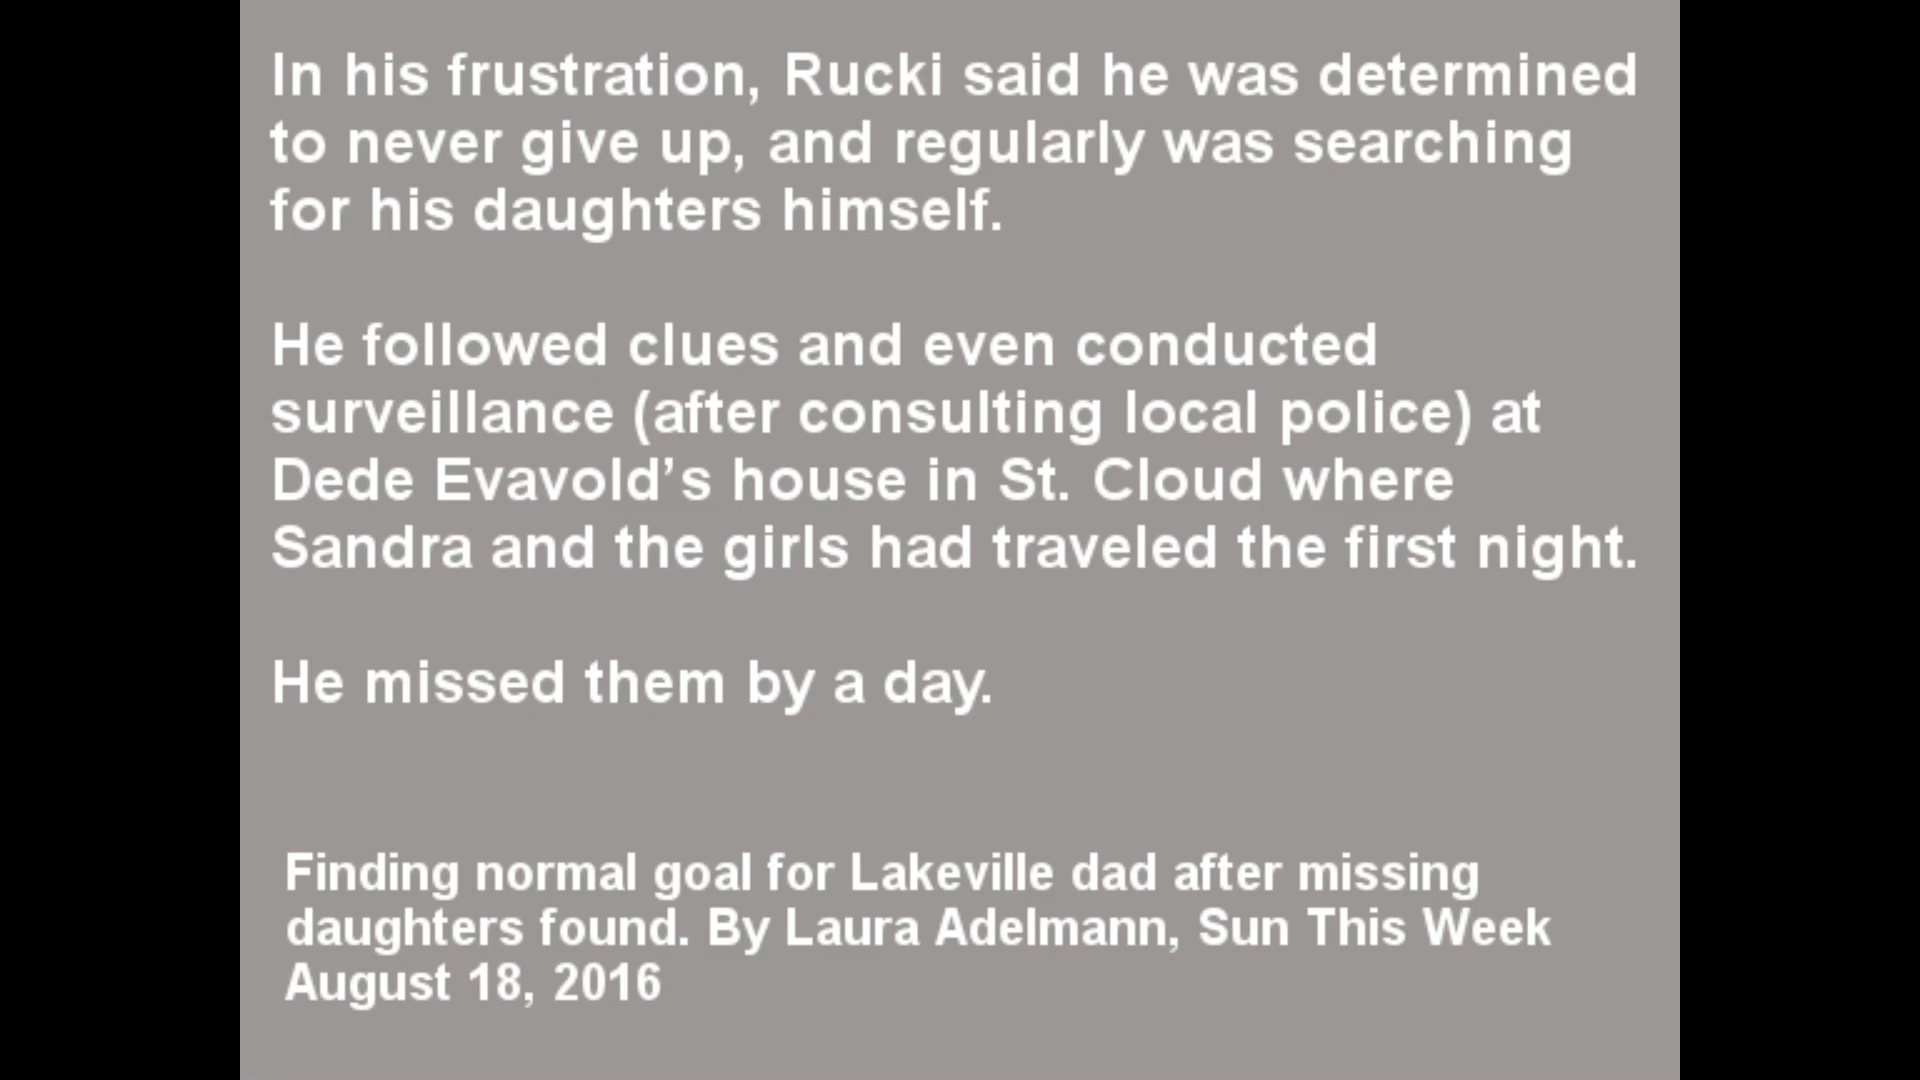 In his frustration, Rucki said he was determined
to never give up, and regularly was searching
for his daughters himself.
He followed clues and even conducted
surveillance (after consulting local police) at
Dede Evavold’s house in St. Cloud where
Sandra and the girls had traveled the first night.
He missed them by a day.
Finding normal goal for Lakeville dad after missing
daughters found. By Laura Adelmann, Sun This Week
August 18, 2016